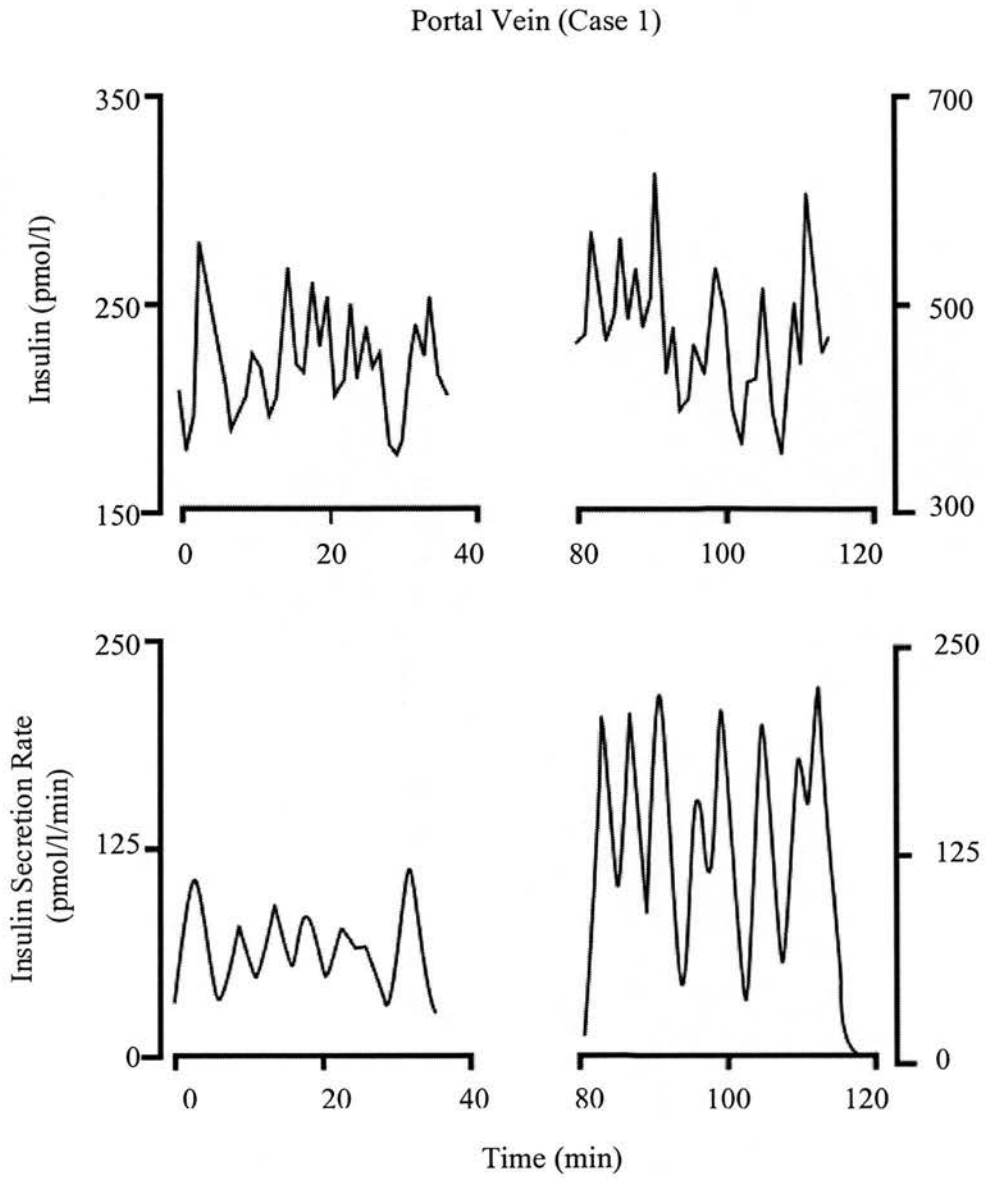 Portal Vein (Case 1)
350
250
150
Insulin (pmol/l)
700
500
300
0 20 40
80 100 120
250
125
0
Insulin Secretion Rate
(pmol/l/min)
250
125
0
0 20 40
80 100 120
Time (min)